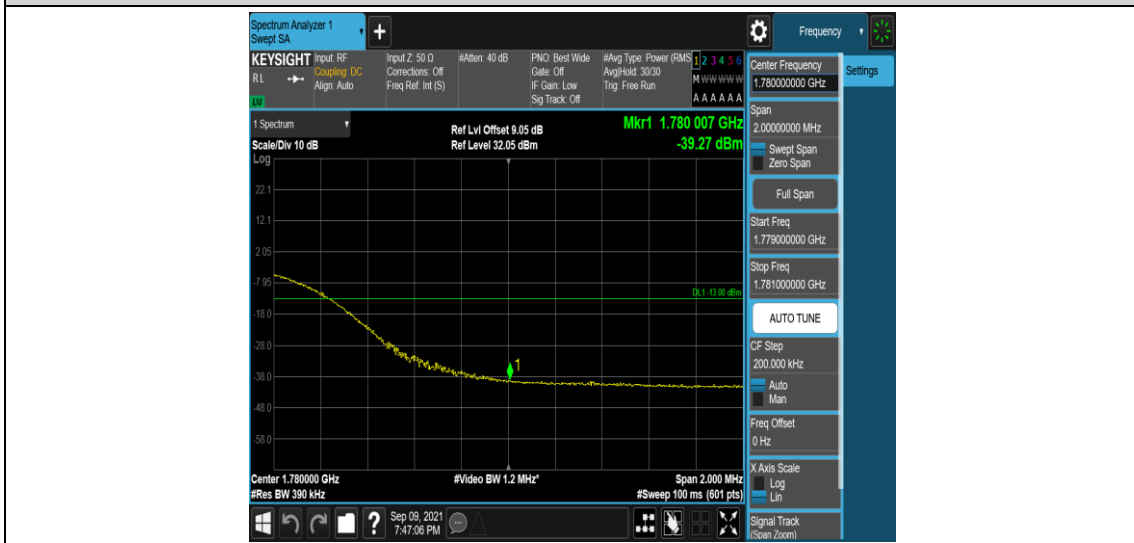 Spectrum Analyzer 1
Swept SA
+
Frequency
KEYSIGHT
RL
LXI
Input: RF
Coupling: DC
Align: Auto
Input Z: 50 Ω
Corrections: Off
Freq Ref: Int (S)
#Atten: 40 dB
PNO: Best Wide
Gate: Off
IF Gain: Low
Sig Track: Off
#Avg Type: Power (RMS
Avg|Hold: 30/30
Trig: Free Run
1 2 3 4 5 6
M W W W W W
A A A A A A
1 Spectrum
Scale/Div 10 dB
Log
Ref Lvl Offset 9.05 dB
Ref Level 32.05 dBm
Mkr1 1.780 007 GHz
-39.27 dBm
22.1
12.1
2.05
-7.95
-18.0
-28.0
-38.0
-48.0
-58.0
DL1 -13.00 dBm
1
Center 1.780000 GHz
#Res BW 390 kHz
#Video BW 1.2 MHz*
Span 2.000 MHz
#Sweep 100 ms (601 pts)
?
Sep 09, 2021
7:47:06 PM
Center Frequency
1.780000000 GHz
Settings
Span
2.00000000 MHz
Swept Span
Zero Span
Full Span
Start Freq
1.779000000 GHz
Stop Freq
1.781000000 GHz
AUTO TUNE
CF Step
200.000 kHz
Auto
Man
Freq Offset
0 Hz
X Axis Scale
Log
Lin
Signal Track
(Span Zoom)